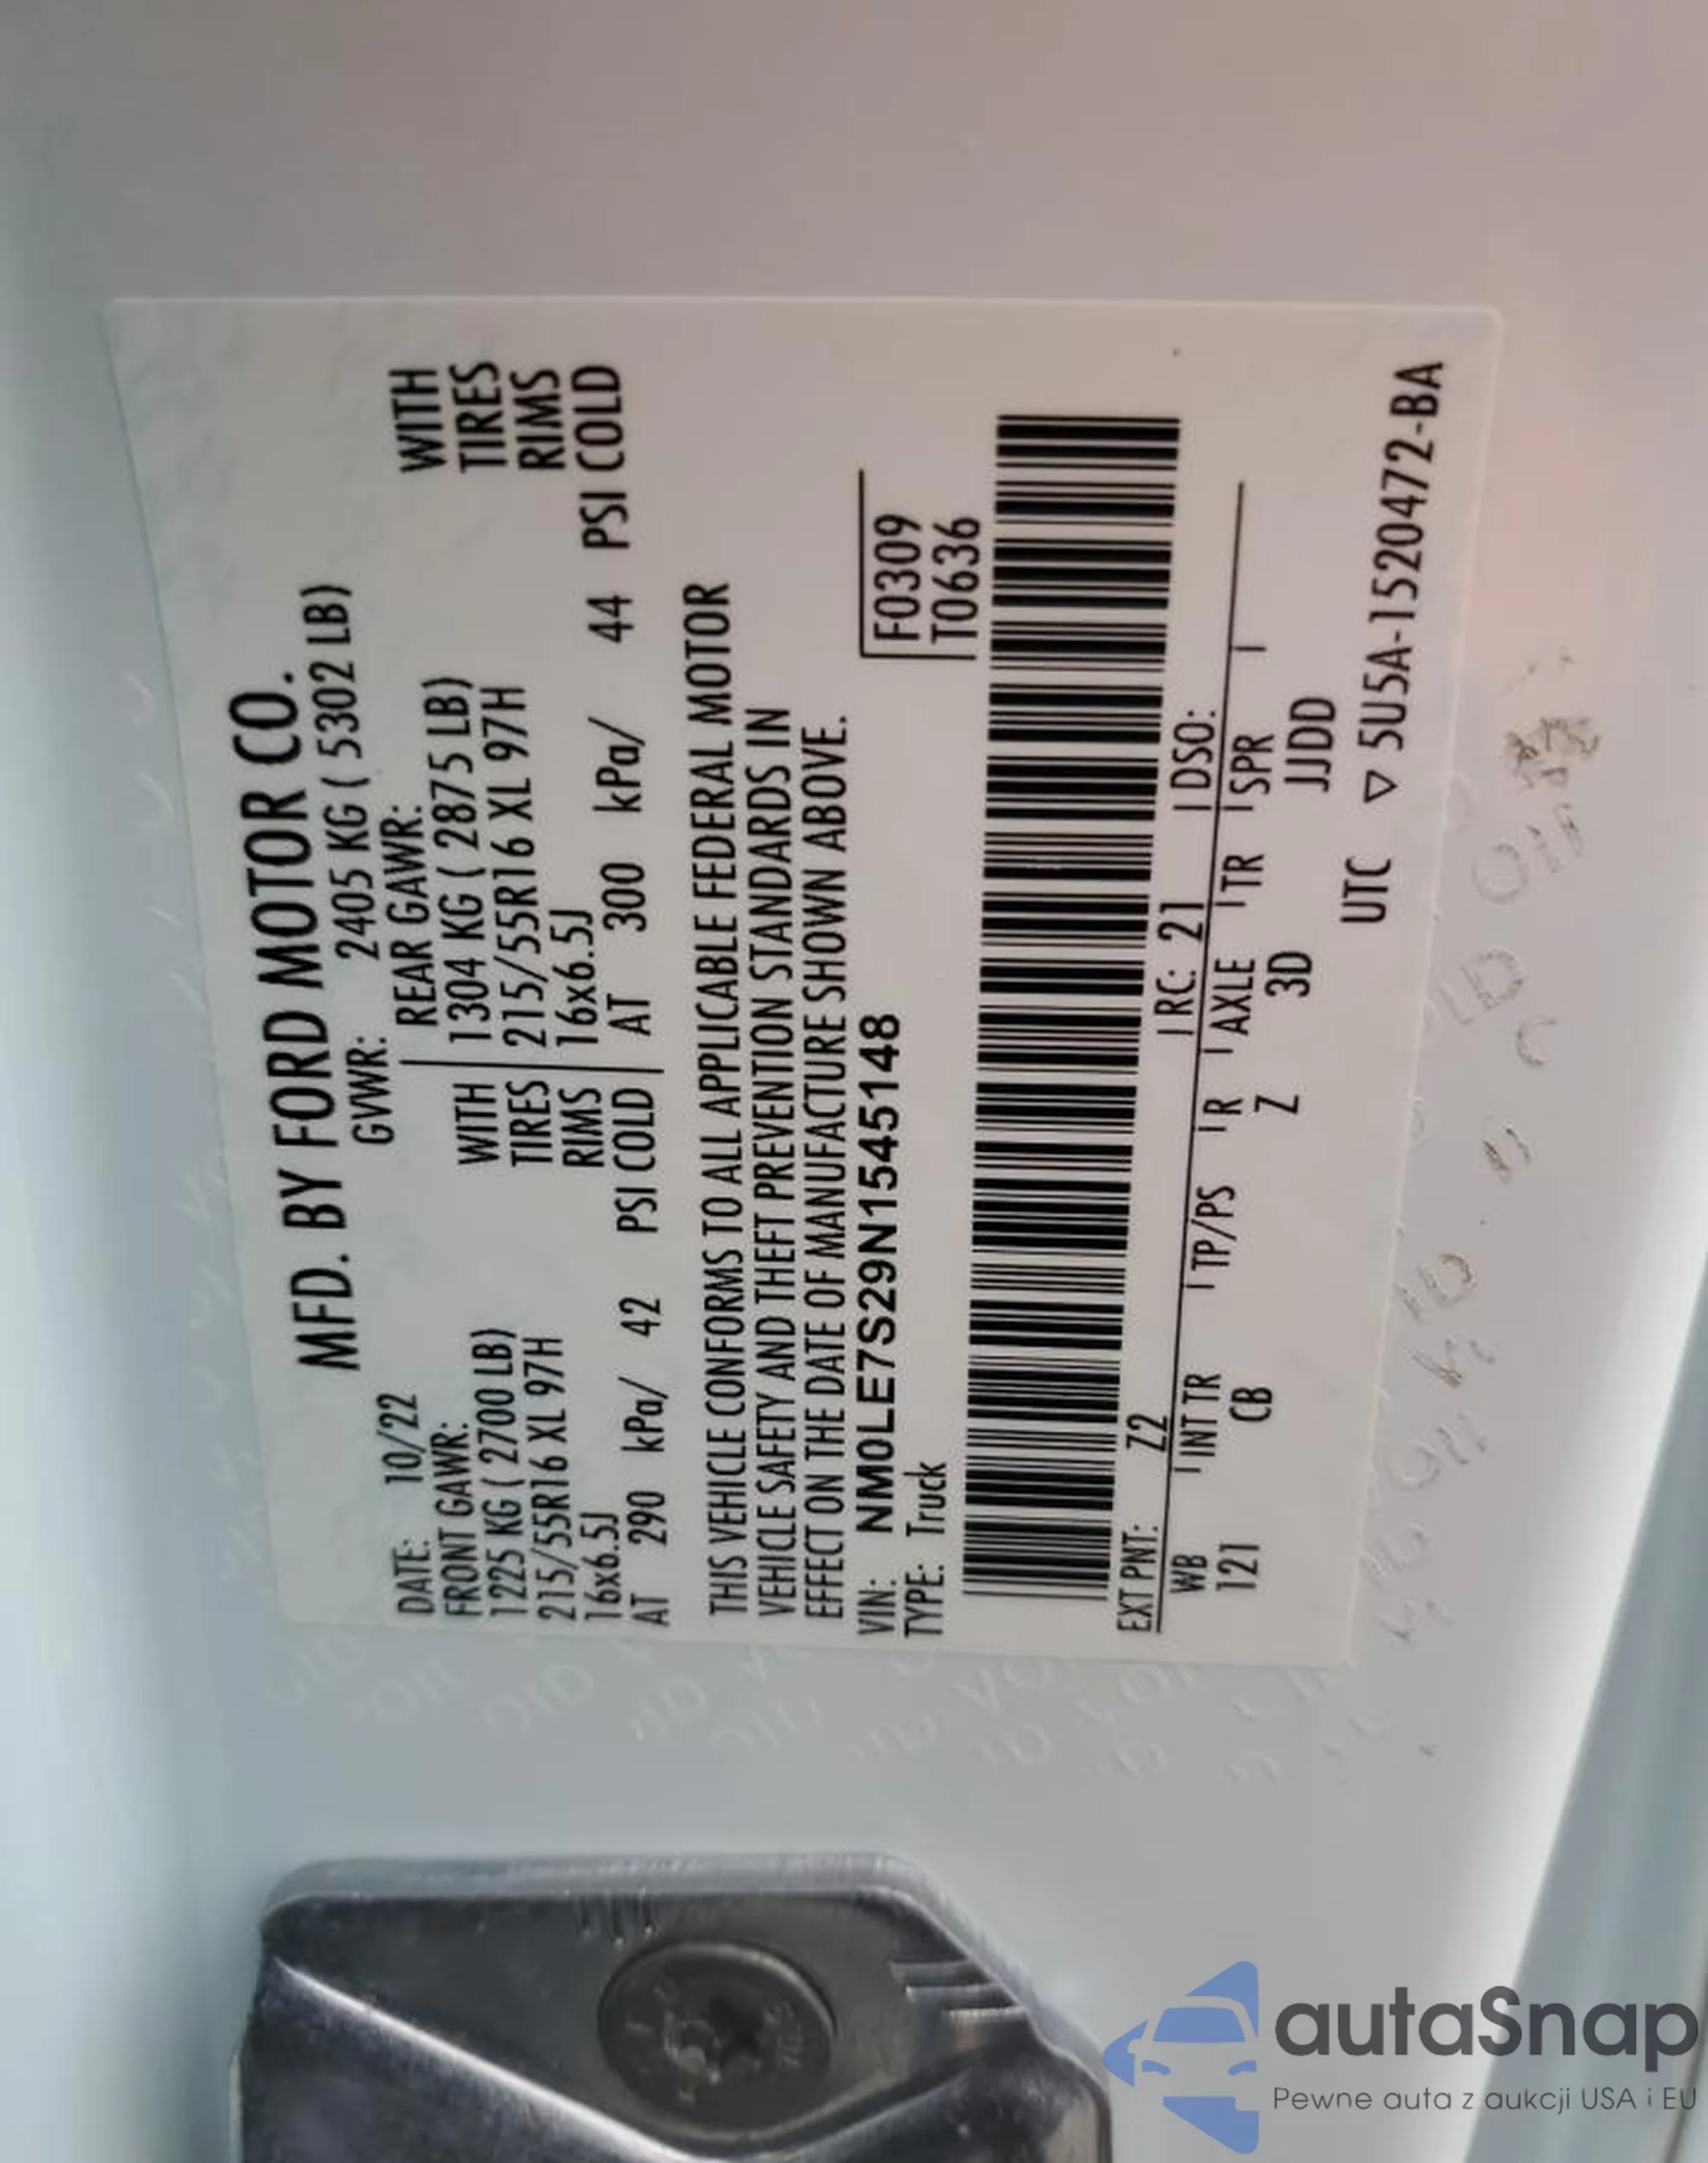 MFD. BY FORD MOTOR CO.
DATE: 10/22 GVWR: 2405 KG ( 5302 LB)
FRONT GAWR: REAR GAWR:
1225 KG ( 2700 LB) WITH 1304 KG ( 2875 LB) WITH
215/55R16 XL 97H TIRES 215/55R16 XL 97H TIRES
16x6.5J RIMS 16x6.5J RIMS
AT 290 kPa/ 42 PSI COLD AT 300 kPa/ 44 PSI COLD
THIS VEHICLE CONFORMS TO ALL APPLICABLE FEDERAL MOTOR
VEHICLE SAFETY AND THEFT PREVENTION STANDARDS IN
EFFECT ON THE DATE OF MANUFACTURE SHOWN ABOVE.
VIN: NM0LE7S29N1545148 F0309
TYPE: Truck T0636
EXT PNT: Z2 RC: 21 DSO:
WB INT TR TP/PS R AXLE TR SPR
121 CB Z 3D JJDD
UTC ▽ 5U5A-1520472-BA
autaSnap
Pewne auta z aukcji USA i EU